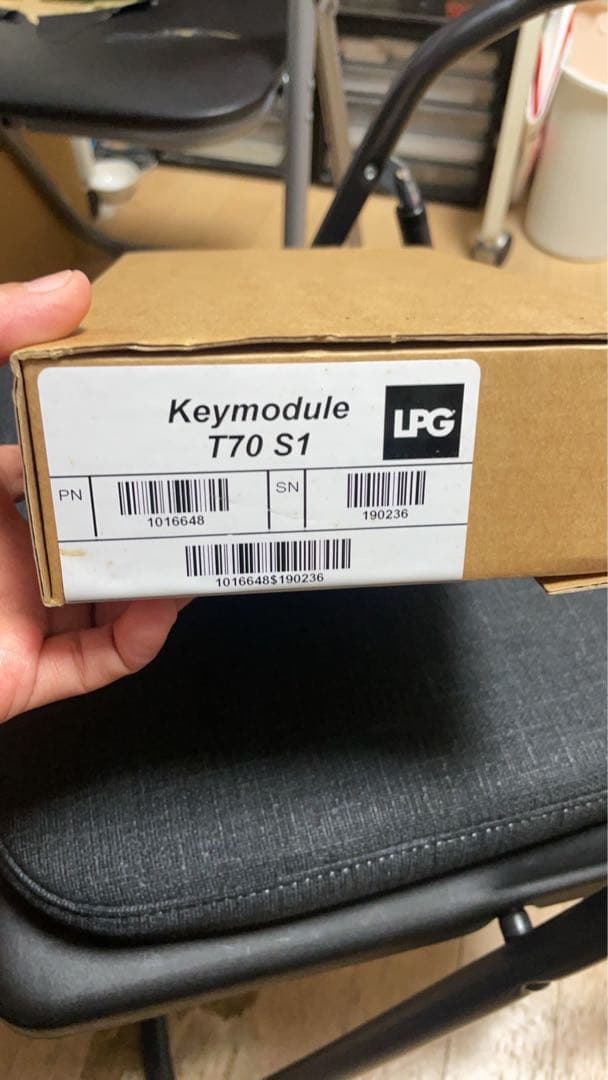 Keymodule
T70 S1
LPG
PN
1016648
SN
190236
1016648$190236